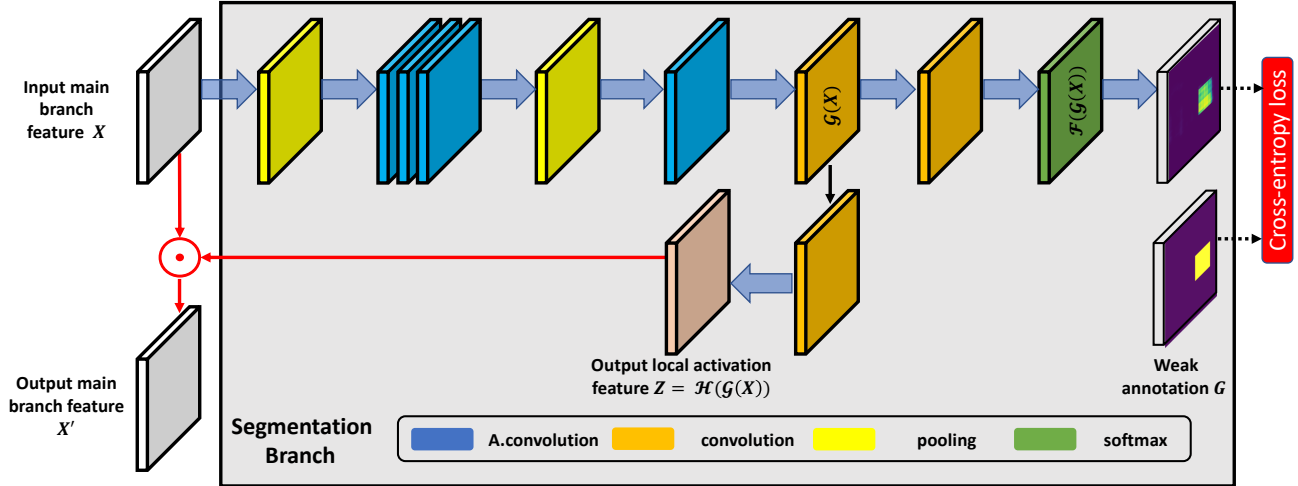 Input main
branch
feature X
𝒢(X)
ℱ(𝒢(X))
Cross-entropy loss
Output main
branch feature
X′
Output local activation
feature Z = ℋ(𝒢(X))
Weak
annotation G
Segmentation
Branch
A.convolution
convolution
pooling
softmax